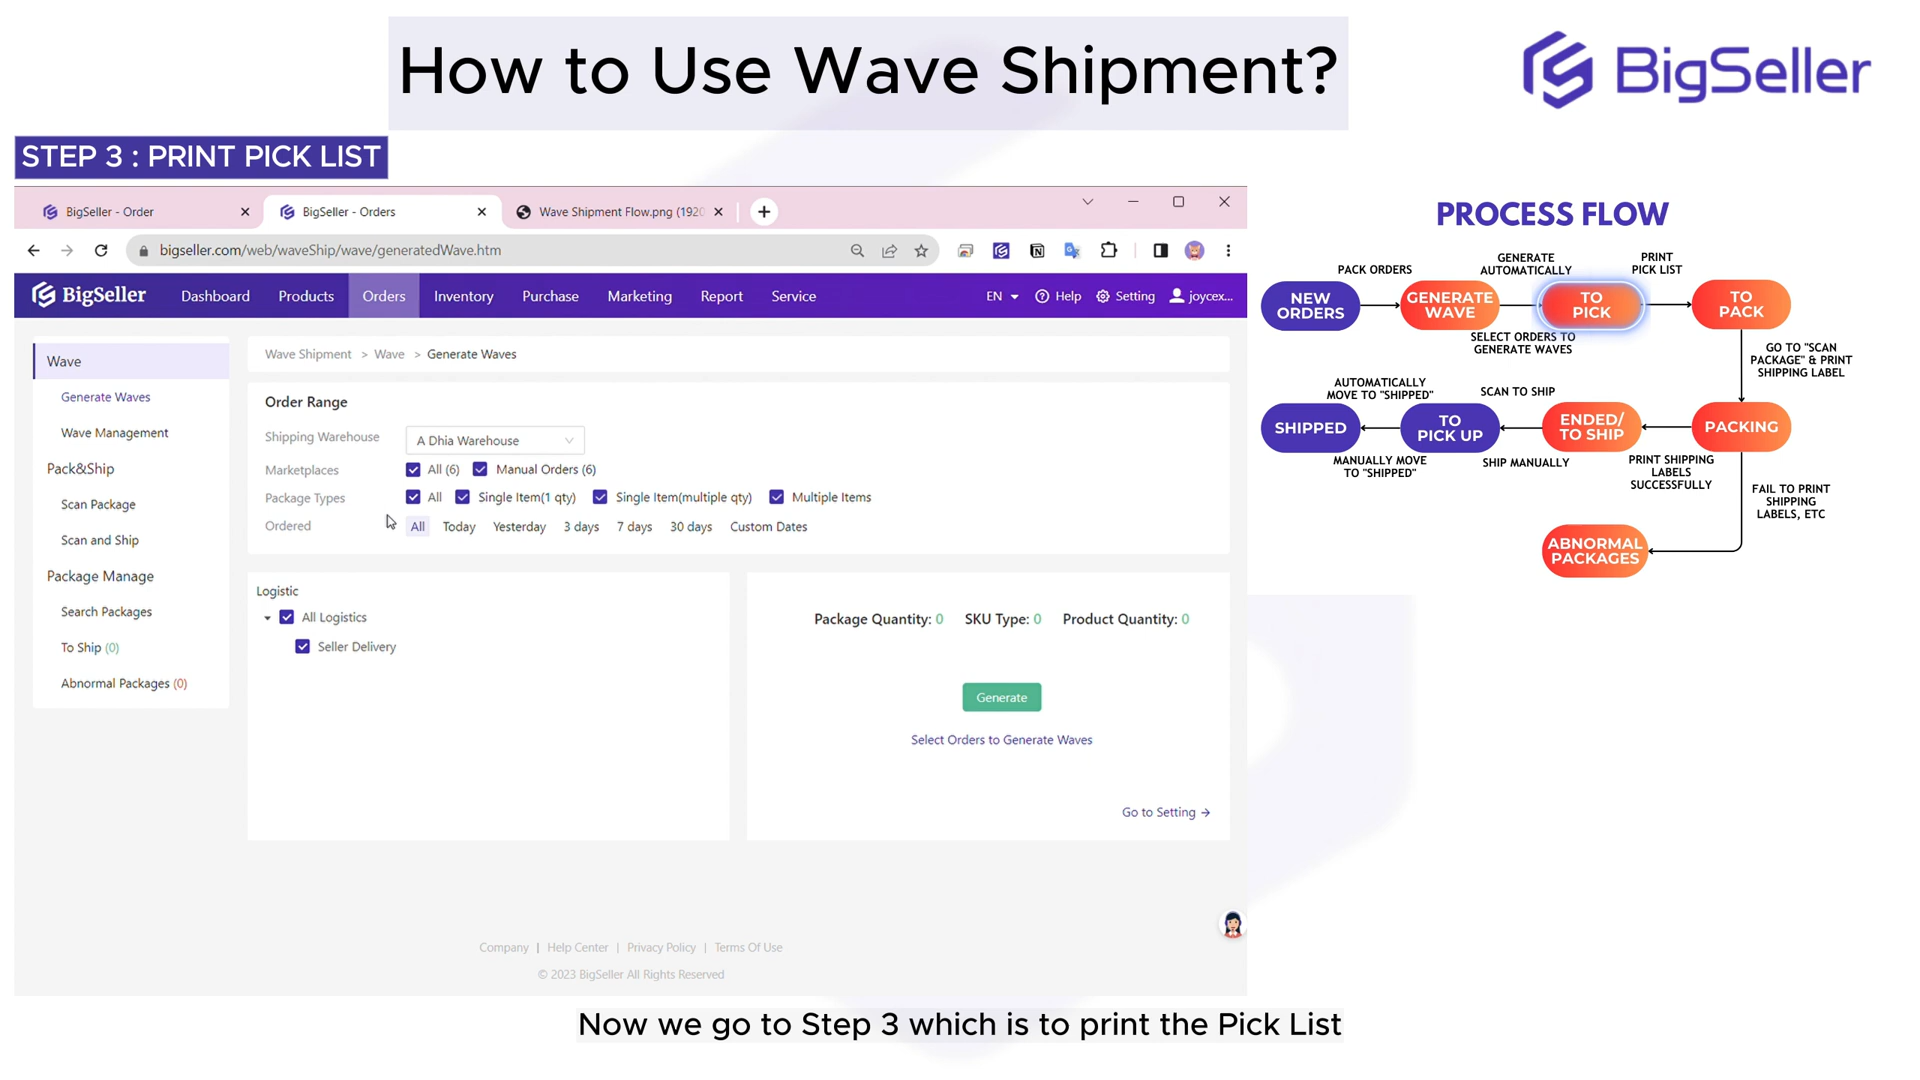 How to Use Wave Shipment?
BigSeller
STEP 3 : PRINT PICK LIST
BigSeller - Order
BigSeller - Orders
Wave Shipment Flow.png (1920
bigseller.com/web/waveShip/wave/generatedWave.htm
BigSeller
Dashboard
Products
Orders
Inventory
Purchase
Marketing
Report
Service
EN
Help
Setting
joycex...
Wave
Generate Waves
Wave Management
Pack&Ship
Scan Package
Scan and Ship
Package Manage
Search Packages
To Ship (0)
Abnormal Packages (0)
Wave Shipment > Wave > Generate Waves
Order Range
Shipping Warehouse
A Dhia Warehouse
Marketplaces
All (6)
Manual Orders (6)
Package Types
All
Single Item(1 qty)
Single Item(multiple qty)
Multiple Items
Ordered
All
Today
Yesterday
3 days
7 days
30 days
Custom Dates
Logistic
All Logistics
Seller Delivery
Package Quantity: 0
SKU Type: 0
Product Quantity: 0
Generate
Select Orders to Generate Waves
Go to Setting →
Company | Help Center | Privacy Policy | Terms Of Use
© 2023 BigSeller All Rights Reserved
PROCESS FLOW
PACK ORDERS
GENERATE
AUTOMATICALLY
PRINT
PICK LIST
NEW
ORDERS
GENERATE
WAVE
TO
PICK
TO
PACK
SELECT ORDERS TO
GENERATE WAVES
GO TO "SCAN
PACKAGE" & PRINT
SHIPPING LABEL
AUTOMATICALLY
MOVE TO "SHIPPED"
SCAN TO SHIP
SHIPPED
TO
PICK UP
ENDED/
TO SHIP
PACKING
MANUALLY MOVE
TO "SHIPPED"
SHIP MANUALLY
PRINT SHIPPING
LABELS
SUCCESSFULLY
FAIL TO PRINT
SHIPPING
LABELS, ETC
ABNORMAL
PACKAGES
Now we go to Step 3 which is to print the Pick List